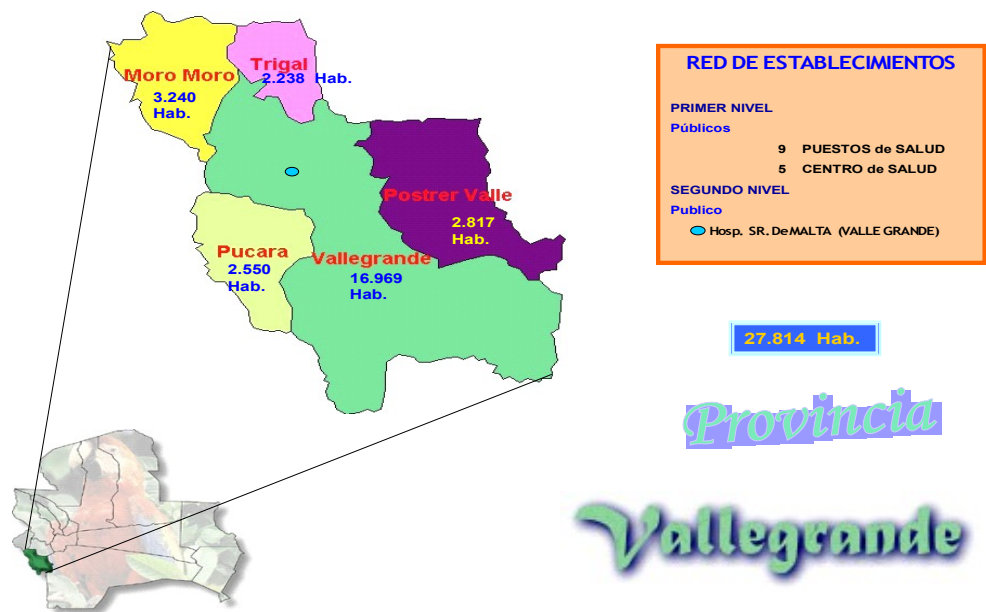 Moro Moro
3.240
Hab.
Trigal
2.238 Hab.
Postrer Valle
2.817
Hab.
Pucara
2.550
Hab.
Vallegrande
16.969
Hab.
RED DE ESTABLECIMIENTOS
PRIMER NIVEL
Públicos
9 PUESTOS de SALUD
5 CENTRO de SALUD
SEGUNDO NIVEL
Publico
Hosp. SR. De MALTA (VALLE GRANDE)
27.814 Hab.
Provincia
Vallegrande